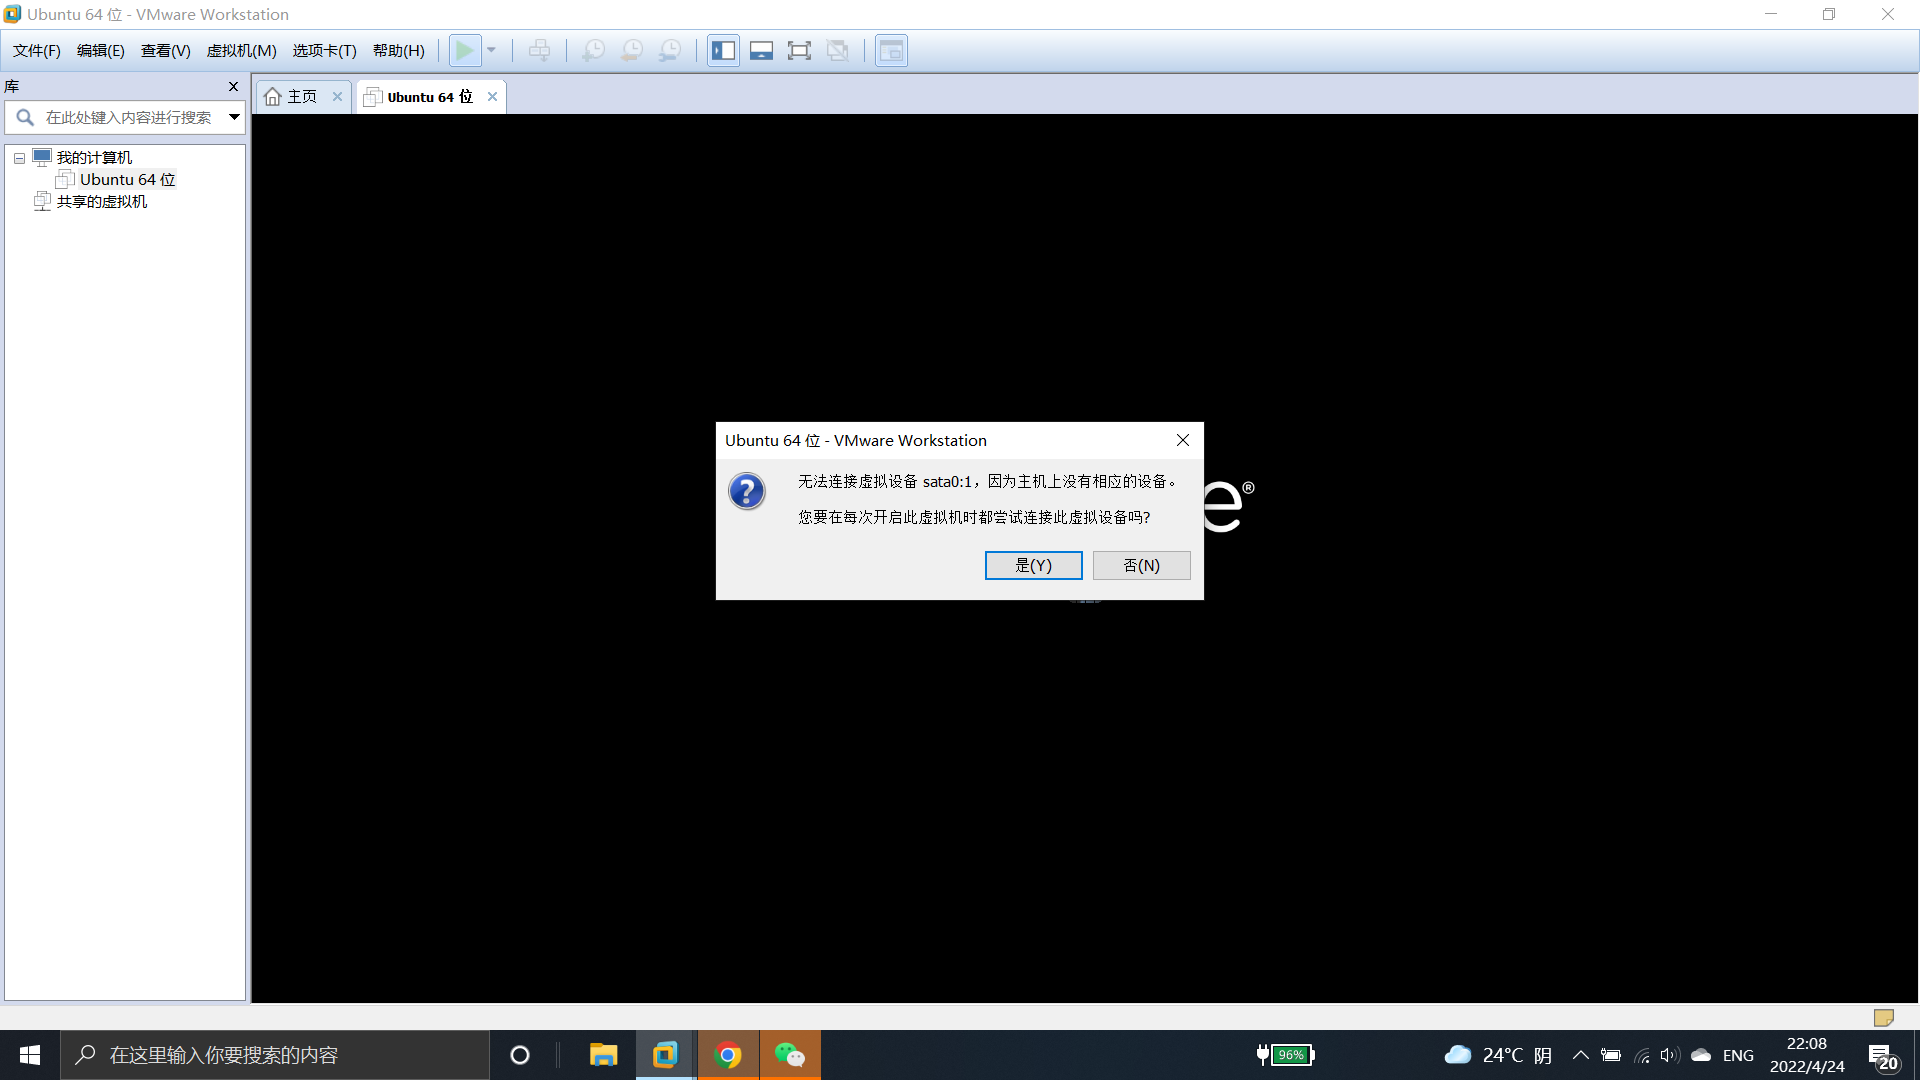 Ubuntu 64 位 - VMware Workstation
文件(F) 编辑(E) 查看(V) 虚拟机(M) 选项卡(T) 帮助(H)
库
主页
Ubuntu 64 位
在此处键入内容进行搜索
我的计算机
Ubuntu 64 位
共享的虚拟机
Ubuntu 64 位 - VMware Workstation
无法连接虚拟设备 sata0:1，因为主机上没有相应的设备。
您要在每次开启此虚拟机时都尝试连接此虚拟设备吗?
是(Y) 否(N)
e®
在这里输入你要搜索的内容
96%
24°C 阴
ENG
22:08
2022/4/24
20